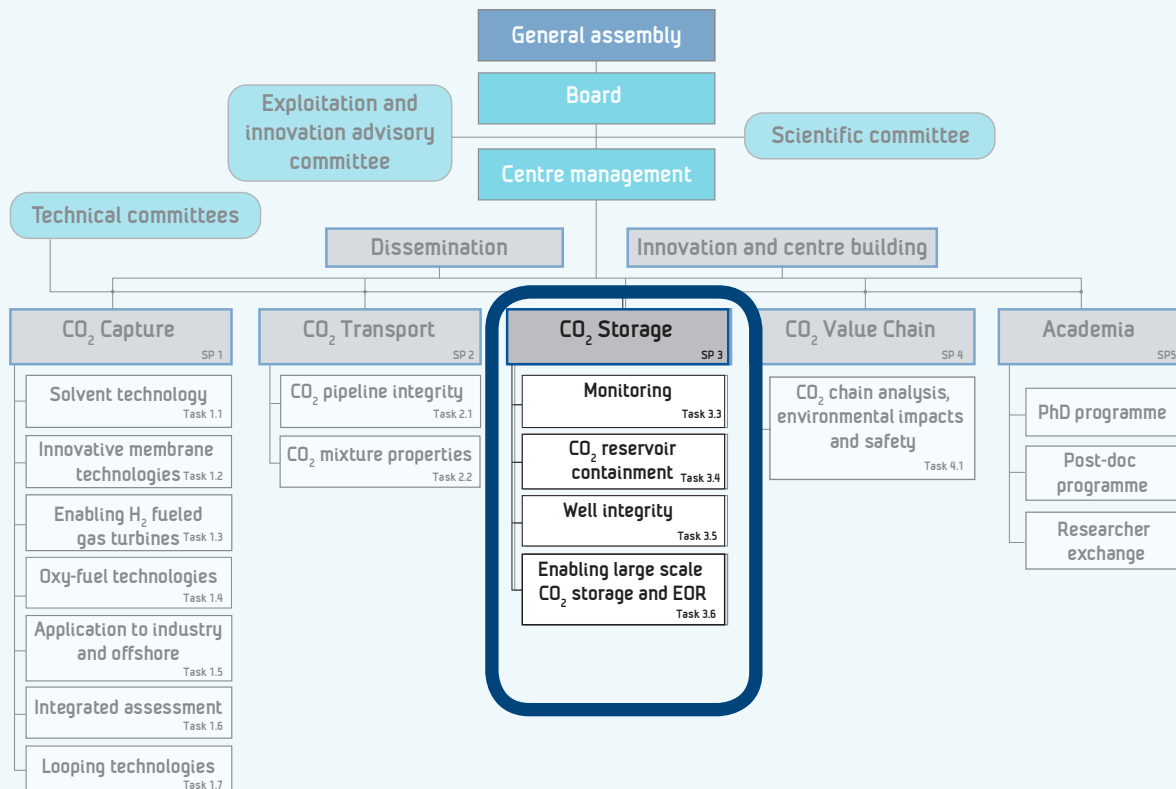 General assembly
Board
Exploitation and
innovation advisory
committee
Scientific committee
Centre management
Technical committees
Dissemination
Innovation and centre building
CO₂ Capture
SP 1
Solvent technology
Task 1.1
Innovative membrane
technologies Task 1.2
Enabling H₂ fueled
gas turbines Task 1.3
Oxy-fuel technologies
Task 1.4
Application to industry
and offshore
Task 1.5
Integrated assessment
Task 1.6
Looping technologies
Task 1.7
CO₂ Transport
SP 2
CO₂ pipeline integrity
Task 2.1
CO₂ mixture properties
Task 2.2
CO₂ Storage
SP 3
Monitoring
Task 3.3
CO₂ reservoir
containment Task 3.4
Well integrity
Task 3.5
Enabling large scale
CO₂ storage and EOR
Task 3.6
CO₂ Value Chain
SP 4
CO₂ chain analysis,
environmental impacts
and safety
Task 4.1
Academia
SP5
PhD programme
Post-doc
programme
Researcher
exchange